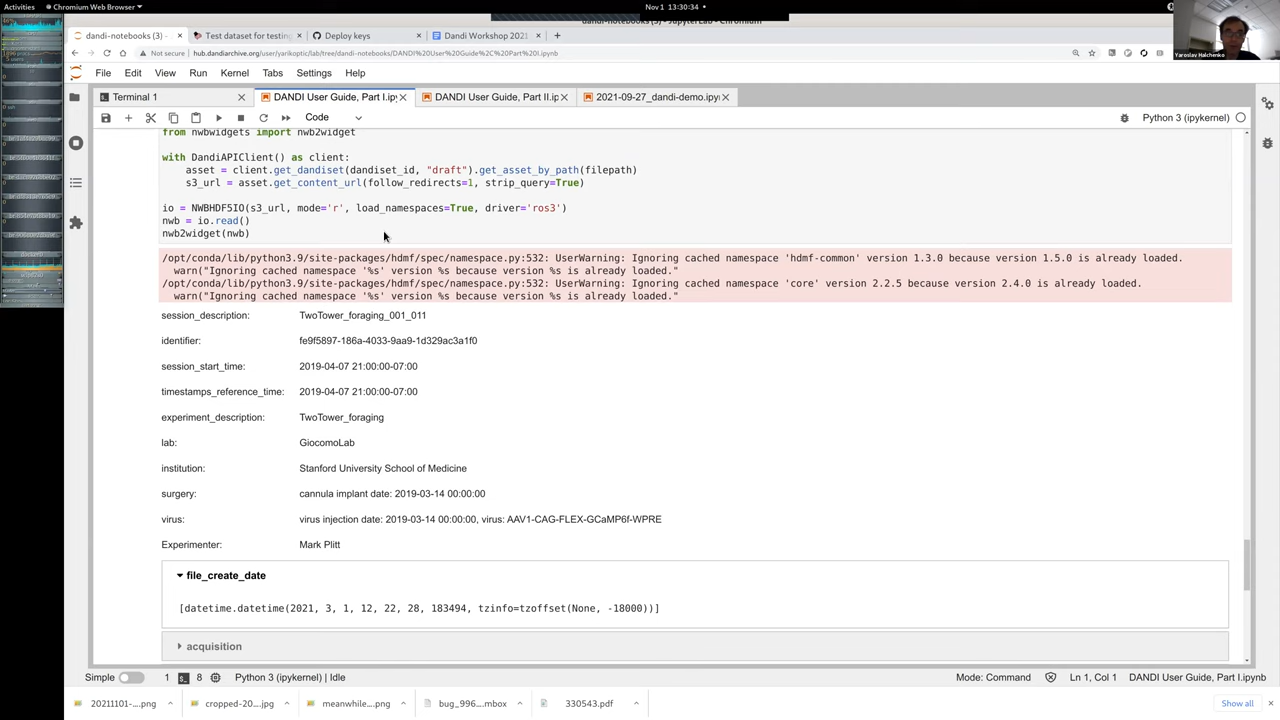 Activities
Chromium Web Browser
Nov 1 13:30:34
dandi-notebooks (3) - JupyterLab - Chromium
dandi-notebooks (3) -
Test dataset for testing
Deploy keys
Dandi Workshop 2021
Not secure | hub.dandiarchive.org/user/yarikoptic/lab/tree/dandi-notebooks/DANDI%20User%20Guide%2C%20Part%20I.ipynb
Yaroslav Halchenko
File Edit View Run Kernel Tabs Settings Help
Terminal 1
DANDI User Guide, Part I.ipy
DANDI User Guide, Part II.ip
2021-09-27_dandi-demo.ipy
Code
Python 3 (ipykernel)
from nwbwidgets import nwb2widget
with DandiAPIClient() as client:
asset = client.get_dandiset(dandiset_id, "draft").get_asset_by_path(filepath)
s3_url = asset.get_content_url(follow_redirects=1, strip_query=True)
io = NWBHDF5IO(s3_url, mode='r', load_namespaces=True, driver='ros3')
nwb = io.read()
nwb2widget(nwb)
/opt/conda/lib/python3.9/site-packages/hdmf/spec/namespace.py:532: UserWarning: Ignoring cached namespace 'hdmf-common' version 1.3.0 because version 1.5.0 is already loaded.
warn("Ignoring cached namespace '%s' version %s because version %s is already loaded."
/opt/conda/lib/python3.9/site-packages/hdmf/spec/namespace.py:532: UserWarning: Ignoring cached namespace 'core' version 2.2.5 because version 2.4.0 is already loaded.
warn("Ignoring cached namespace '%s' version %s because version %s is already loaded."
session_description: TwoTower_foraging_001_011
identifier: fe9f5897-186a-4033-9aa9-1d329ac3a1f0
session_start_time: 2019-04-07 21:00:00-07:00
timestamps_reference_time: 2019-04-07 21:00:00-07:00
experiment_description: TwoTower_foraging
lab: GiocomoLab
institution: Stanford University School of Medicine
surgery: cannula implant date: 2019-03-14 00:00:00
virus: virus injection date: 2019-03-14 00:00:00, virus: AAV1-CAG-FLEX-GCaMP6f-WPRE
Experimenter: Mark Plitt
file_create_date
[datetime.datetime(2021, 3, 1, 12, 22, 28, 183494, tzinfo=tzoffset(None, -18000))]
acquisition
Simple 1 8 Python 3 (ipykernel) | Idle
Mode: Command Ln 1, Col 1 DANDI User Guide, Part I.ipynb
20211101-....png
cropped-20....jpg
meanwhile....png
bug_996....mbox
330543.pdf
Show all